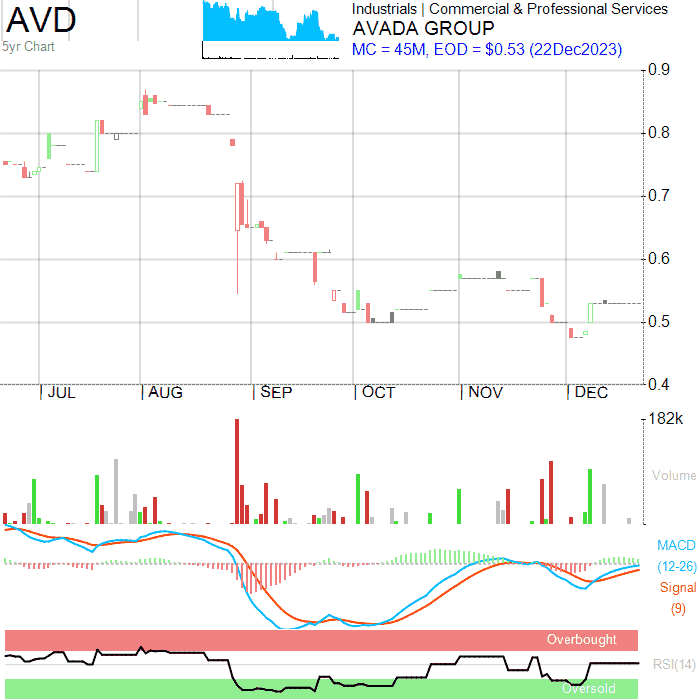 AVD
5yr Chart
Industrials | Commercial & Professional Services
AVADA GROUP
MC = 45M, EOD = $0.53 (22Dec2023)
0.9
0.8
0.7
0.6
0.5
0.4
JUL AUG SEP OCT NOV DEC
182k
Volume
MACD
(12-26)
Signal
(9)
Overbought
RSI(14)
Oversold